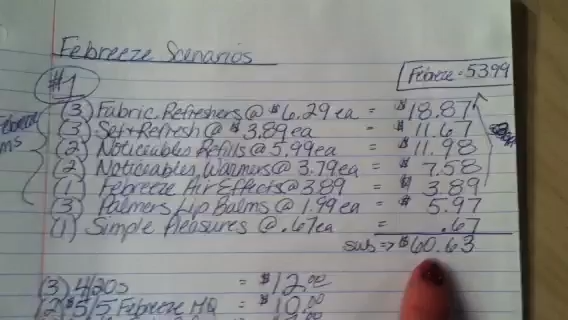 Febreeze Scenarios
Febreze = 53.99
#1
(3) Fabric Refreshers @ $6.29 ea = $18.87
(3) Set + Refresh @ $3.89 ea = $11.67
(2) Noticeables Refills @ 5.99 ea = $11.98
(2) Noticeables Warmers @ 3.79 ea = $7.58
(1) Febreeze Air Effects @ 3.89 = $3.89
(3) Palmers Lip Balms @ 1.99 ea = $5.97
(1) Simple Pleasures @ .67 ea = .67
sub => $60.63
(3) 4/20s = $12.00
(2) $5/5 Febreeze MQ = $10.00